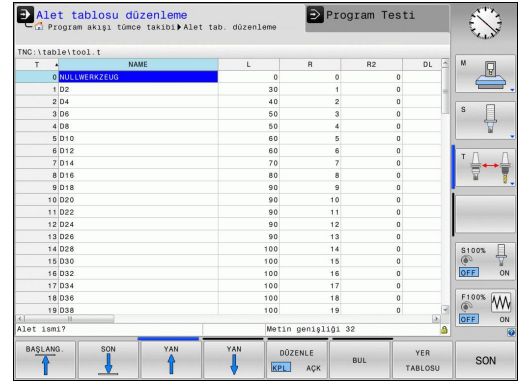 Alet tablosu düzenleme
Program akışı tümce takibi▶Alet tab. düzenleme
Program Testi
TNC:\table\tool.t
T NAME L R R2 DL
0 NULLWERKZEUG 0 0 0
1 D2 30 1 0
2 D4 40 2 0
3 D6 50 3 0
4 D8 50 4 0
5 D10 60 5 0
6 D12 60 6 0
7 D14 70 7 0
8 D16 80 8 0
9 D18 90 9 0
10 D20 90 10 0
11 D22 90 11 0
12 D24 90 12 0
13 D26 90 13 0
14 D28 100 14 0
15 D30 100 15 0
16 D32 100 16 0
17 D34 100 17 0
18 D36 100 18 0
19 D38 100 19 0
Alet ismi? Metin genişliği 32
M
S
T
S100%
OFF ON
F100%
OFF ON
BAŞLANG.
SON
YAN
YAN
DÜZENLE
KPL AÇK
BUL
YER
TABLOSU
SON